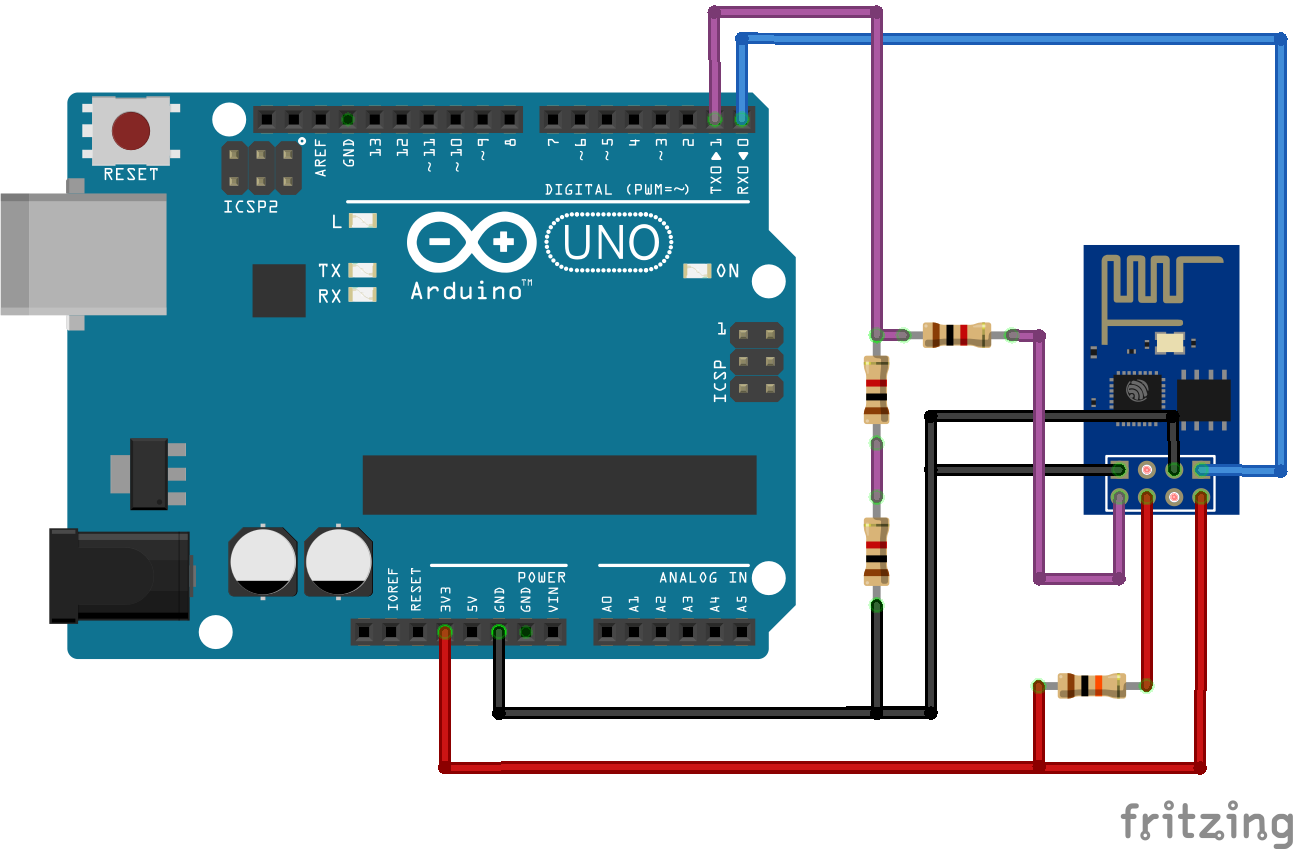 RESET
ICSP2
AREF
GND
13
12
~11
~10
~9
8
7
~6
~5
4
~3
2
TX0▶1
RX0◀0
DIGITAL (PWM=~)
L
TX
RX
Arduino™
UNO
ON
1
ICSP
IOREF
RESET
3V3
5V
GND
GND
VIN
POWER
ANALOG IN
A0
A1
A2
A3
A4
A5
fritzing